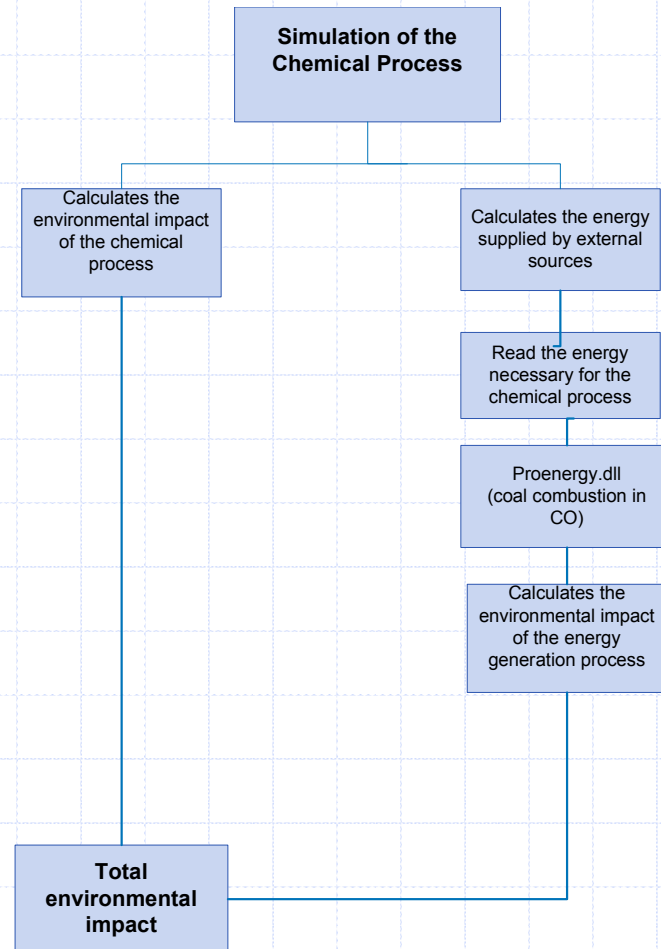 Simulation of the
Chemical Process
Calculates the
environmental impact
of the chemical
process
Calculates the energy
supplied by external
sources
Read the energy
necessary for the
chemical process
Proenergy.dll
(coal combustion in
CO)
Calculates the
environmental impact
of the energy
generation process
Total
environmental
impact